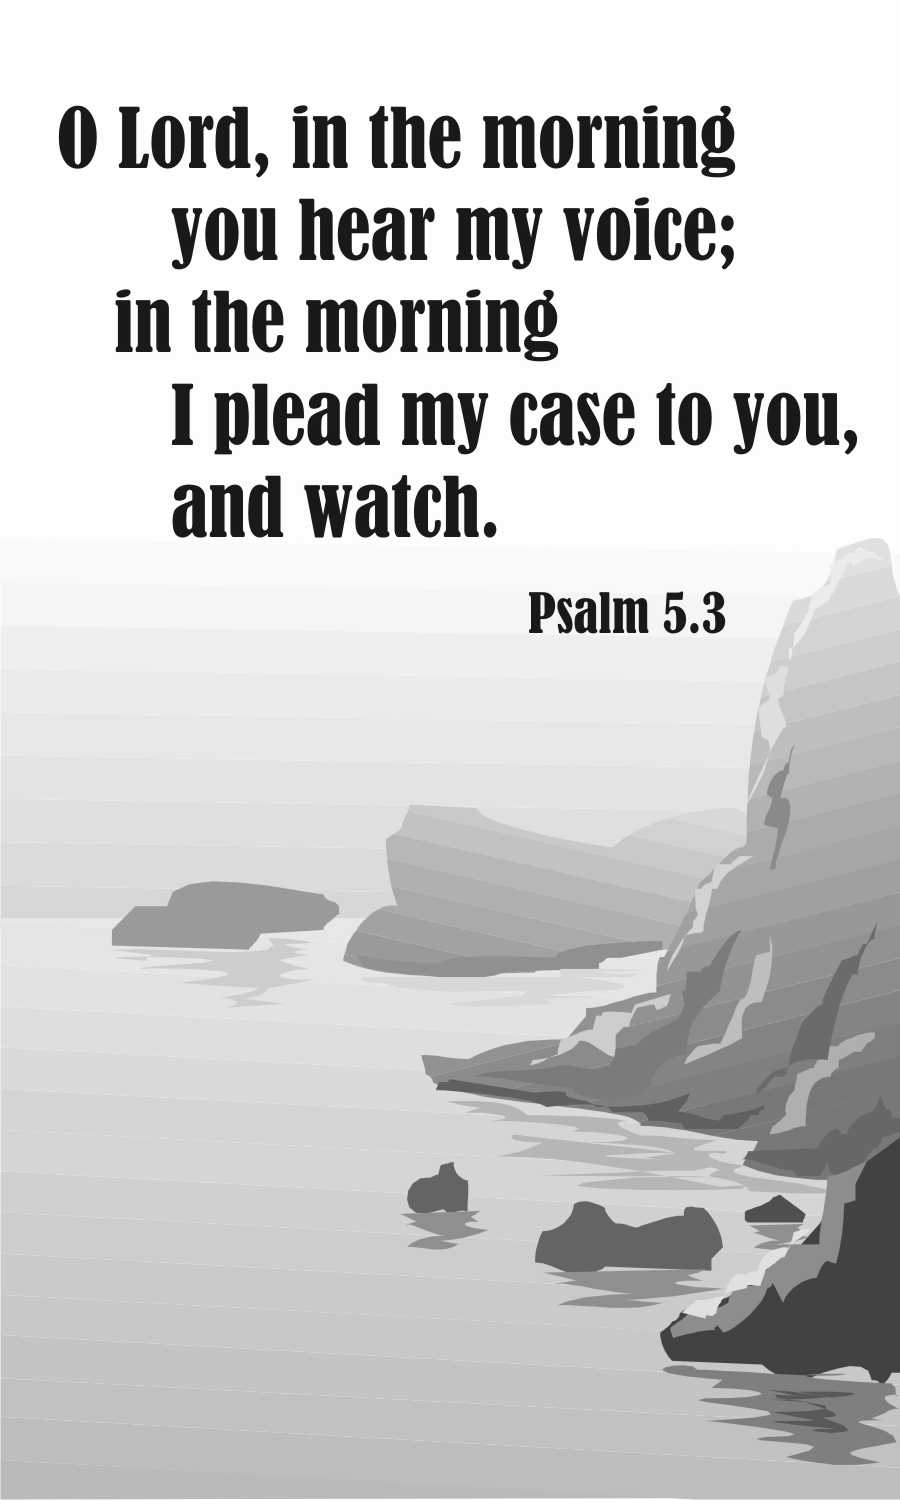 O Lord, in the morning
you hear my voice;
in the morning
I plead my case to you,
and watch.
Psalm 5.3